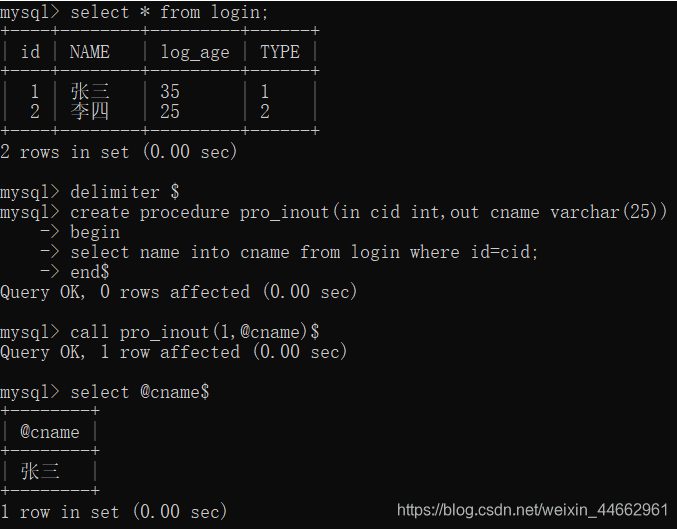 mysql> select * from login;
+----+--------+---------+------+
| id | NAME   | log_age | TYPE |
+----+--------+---------+------+
|  1 | 张三   | 35      | 1    |
|  2 | 李四   | 25      | 2    |
+----+--------+---------+------+
2 rows in set (0.00 sec)
mysql> delimiter $
mysql> create procedure pro_inout(in cid int,out cname varchar(25))
    -> begin
    -> select name into cname from login where id=cid;
    -> end$
Query OK, 0 rows affected (0.00 sec)
mysql> call pro_inout(1,@cname)$
Query OK, 1 row affected (0.00 sec)
mysql> select @cname$
+--------+
| @cname |
+--------+
| 张三   |
+--------+
1 row in set (0.00 sec)
https://blog.csdn.net/weixin_44662961